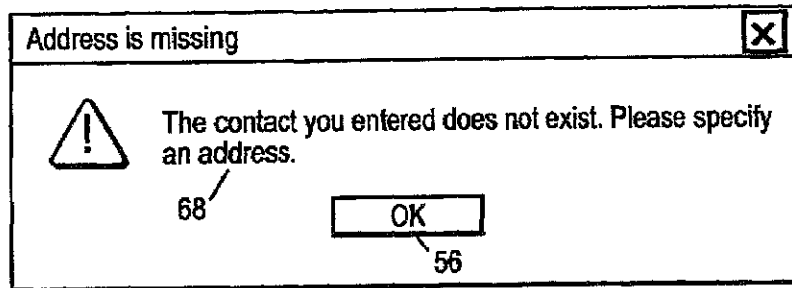 Address is missing
The contact you entered does not exist. Please specify
an address.
68
OK
56